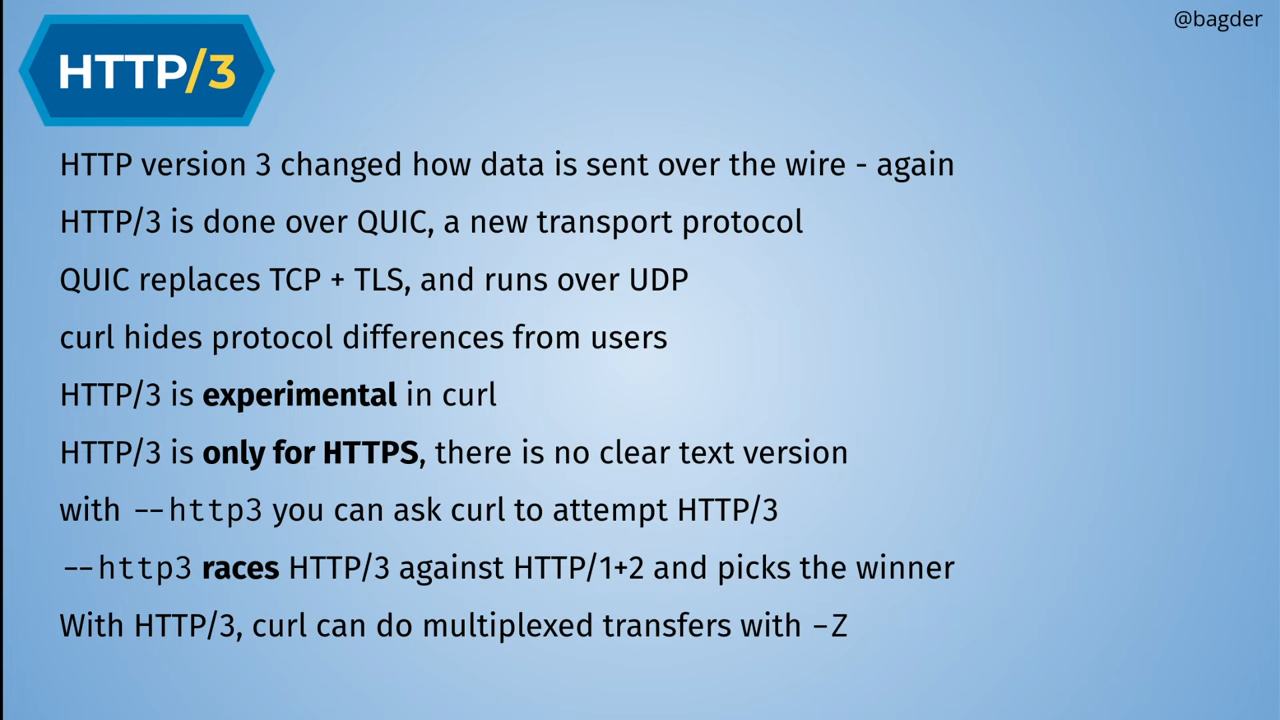 @bagder
HTTP/3
HTTP version 3 changed how data is sent over the wire - again
HTTP/3 is done over QUIC, a new transport protocol
QUIC replaces TCP + TLS, and runs over UDP
curl hides protocol differences from users
HTTP/3 is experimental in curl
HTTP/3 is only for HTTPS, there is no clear text version
with --http3 you can ask curl to attempt HTTP/3
--http3 races HTTP/3 against HTTP/1+2 and picks the winner
With HTTP/3, curl can do multiplexed transfers with -Z